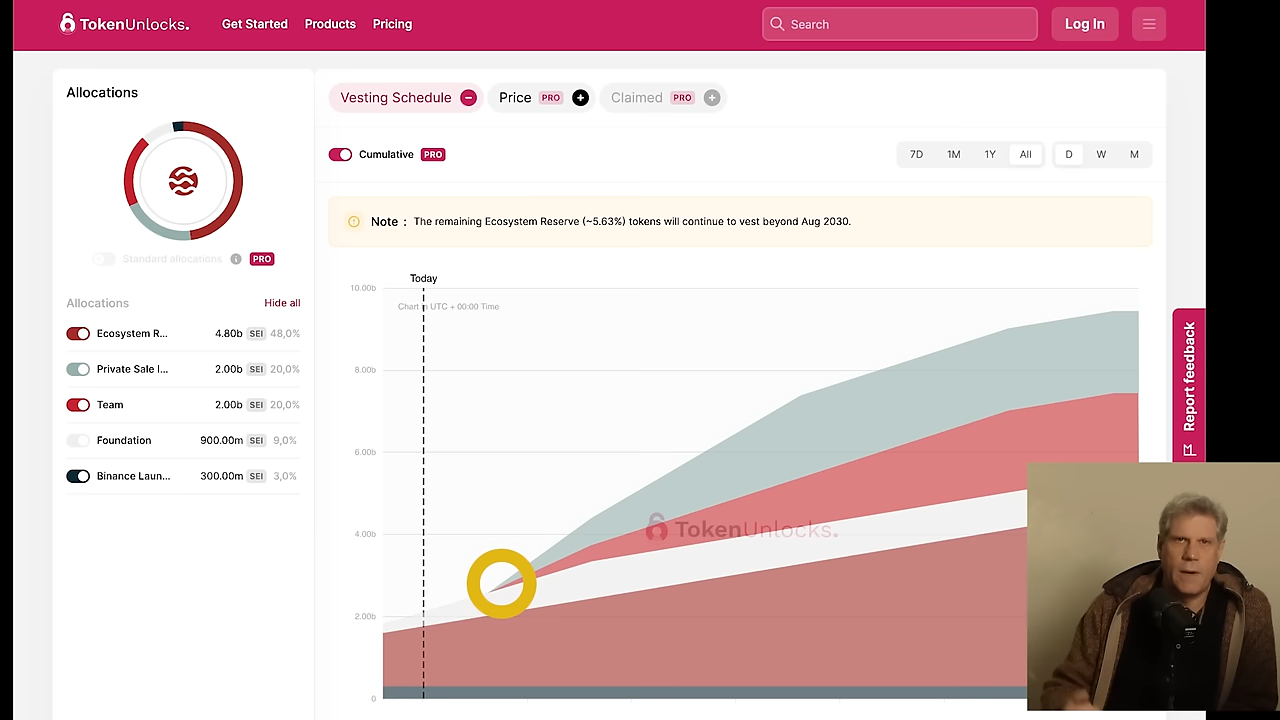 TokenUnlocks.
Get Started
Products
Pricing
Search
Log In
Allocations
Standard allocations
PRO
Allocations
Hide all
Ecosystem R... 4.80b SEI 48,0%
Private Sale I... 2.00b SEI 20,0%
Team 2.00b SEI 20,0%
Foundation 900.00m SEI 9,0%
Binance Laun... 300.00m SEI 3,0%
Vesting Schedule
Price PRO
Claimed PRO
Cumulative PRO
7D 1M 1Y All
D W M
Note : The remaining Ecosystem Reserve (~5.63%) tokens will continue to vest beyond Aug 2030.
Today
Chart in UTC + 00:00 Time
10.00b
8.00b
6.00b
4.00b
2.00b
0
TokenUnlocks.
Report feedback